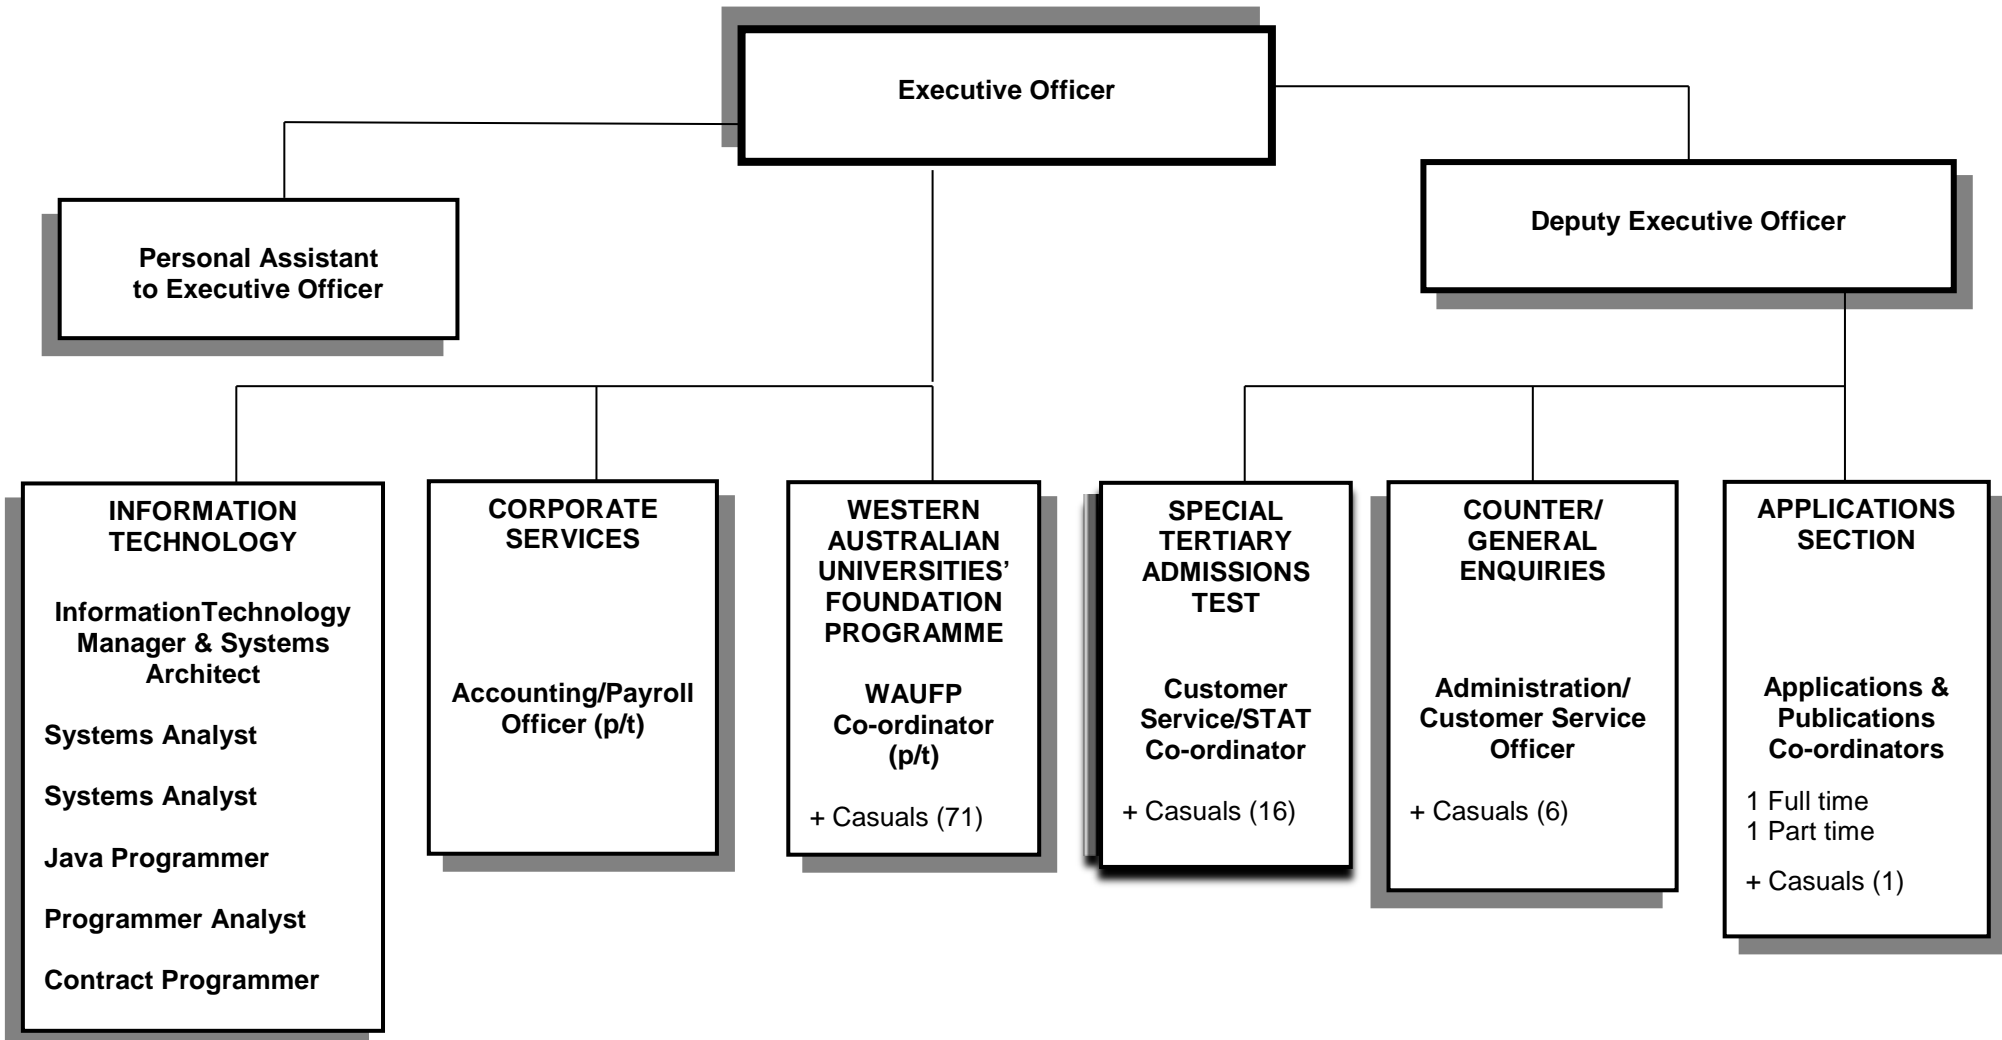 Executive Officer
Deputy Executive Officer
Personal Assistant
to Executive Officer
INFORMATION
TECHNOLOGY
InformationTechnology
Manager & Systems
Architect
Systems Analyst
Systems Analyst
Java Programmer
Programmer Analyst
Contract Programmer
CORPORATE
SERVICES
Accounting/Payroll
Officer (p/t)
WESTERN
AUSTRALIAN
UNIVERSITIES’
FOUNDATION
PROGRAMME
WAUFP
Co-ordinator
(p/t)
+ Casuals (71)
SPECIAL
TERTIARY
ADMISSIONS
TEST
Customer
Service/STAT
Co-ordinator
+ Casuals (16)
COUNTER/
GENERAL
ENQUIRIES
Administration/
Customer Service
Officer
+ Casuals (6)
APPLICATIONS
SECTION
Applications &
Publications
Co-ordinators
1 Full time
1 Part time
+ Casuals (1)